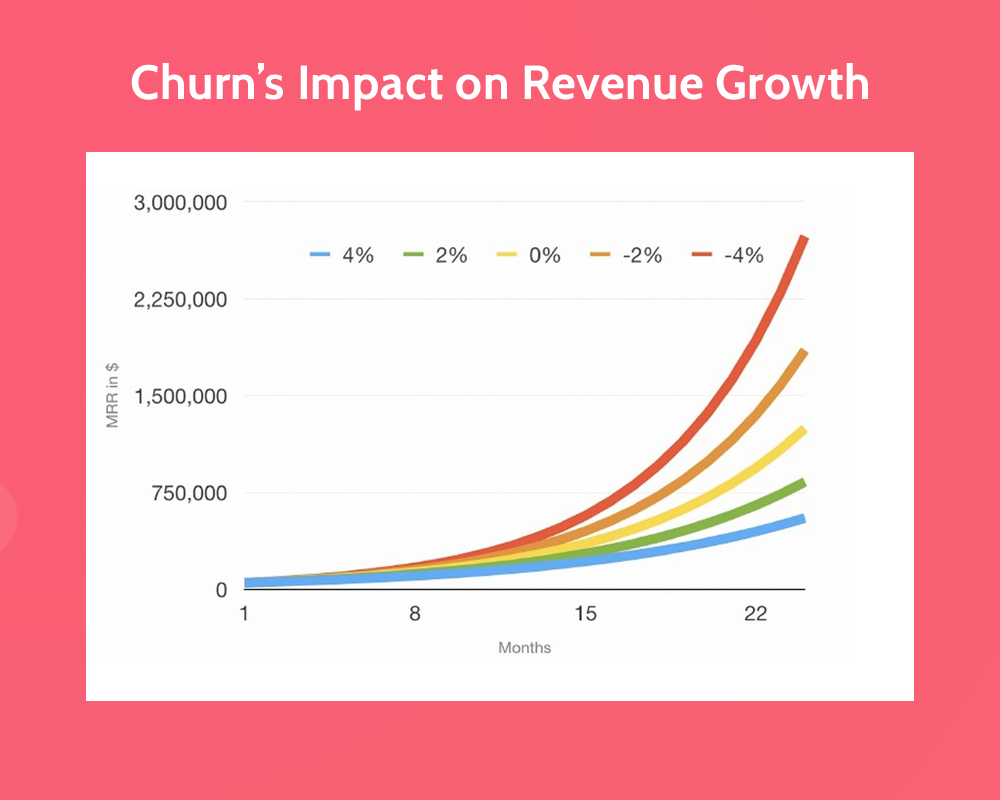 Churn’s Impact on Revenue Growth
3,000,000
4% 2% 0% -2% -4%
2,250,000
MRR in $
1,500,000
750,000
0
1 8 15 22
Months